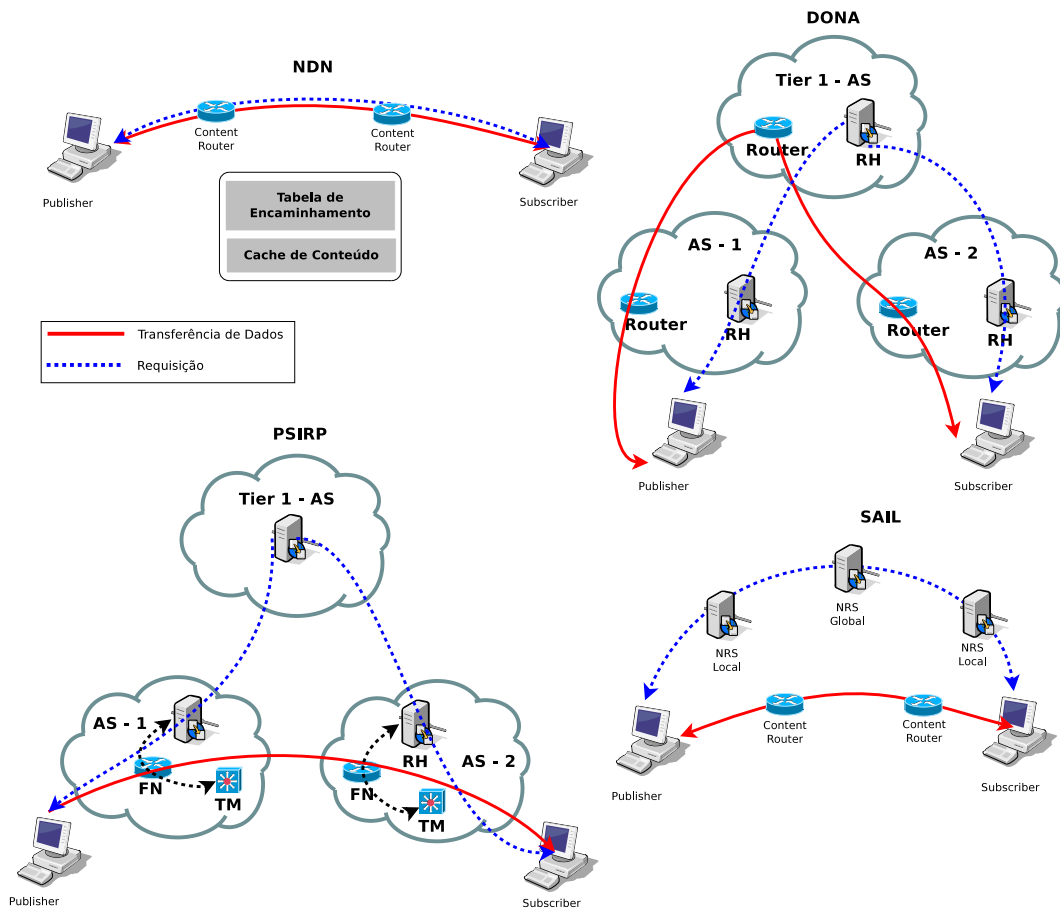 NDN
Content
Router
Content
Router
Publisher
Subscriber
Tabela de
Encaminhamento
Cache de Conteúdo
Transferência de Dados
Requisição
DONA
Tier 1 - AS
Router
RH
AS - 1
Router
RH
AS - 2
Router
RH
Publisher
Subscriber
PSIRP
Tier 1 - AS
AS - 1
FN
TM
RH
AS - 2
FN
TM
Publisher
Subscriber
SAIL
NRS
Global
NRS
Local
NRS
Local
Content
Router
Content
Router
Publisher
Subscriber